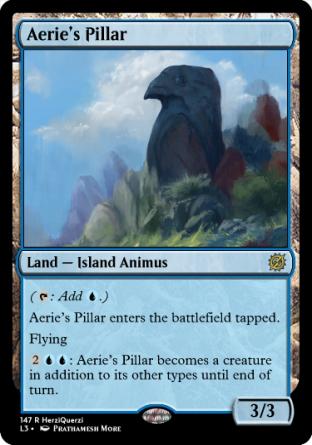 Aerie's Pillar
Land — Island Animus
(T: Add U.)
Aerie's Pillar enters the battlefield tapped.
Flying
2UU: Aerie's Pillar becomes a creature
in addition to its other types until end
of turn.
3/3
147 R HerziQuerzi
L3 • Prathamesh More